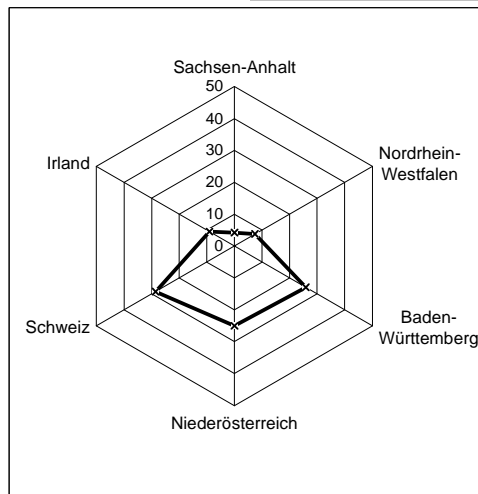 Sachsen-Anhalt
50
40
30
20
10
0
Nordrhein-
Westfalen
Baden-
Württemberg
Niederösterreich
Schweiz
Irland